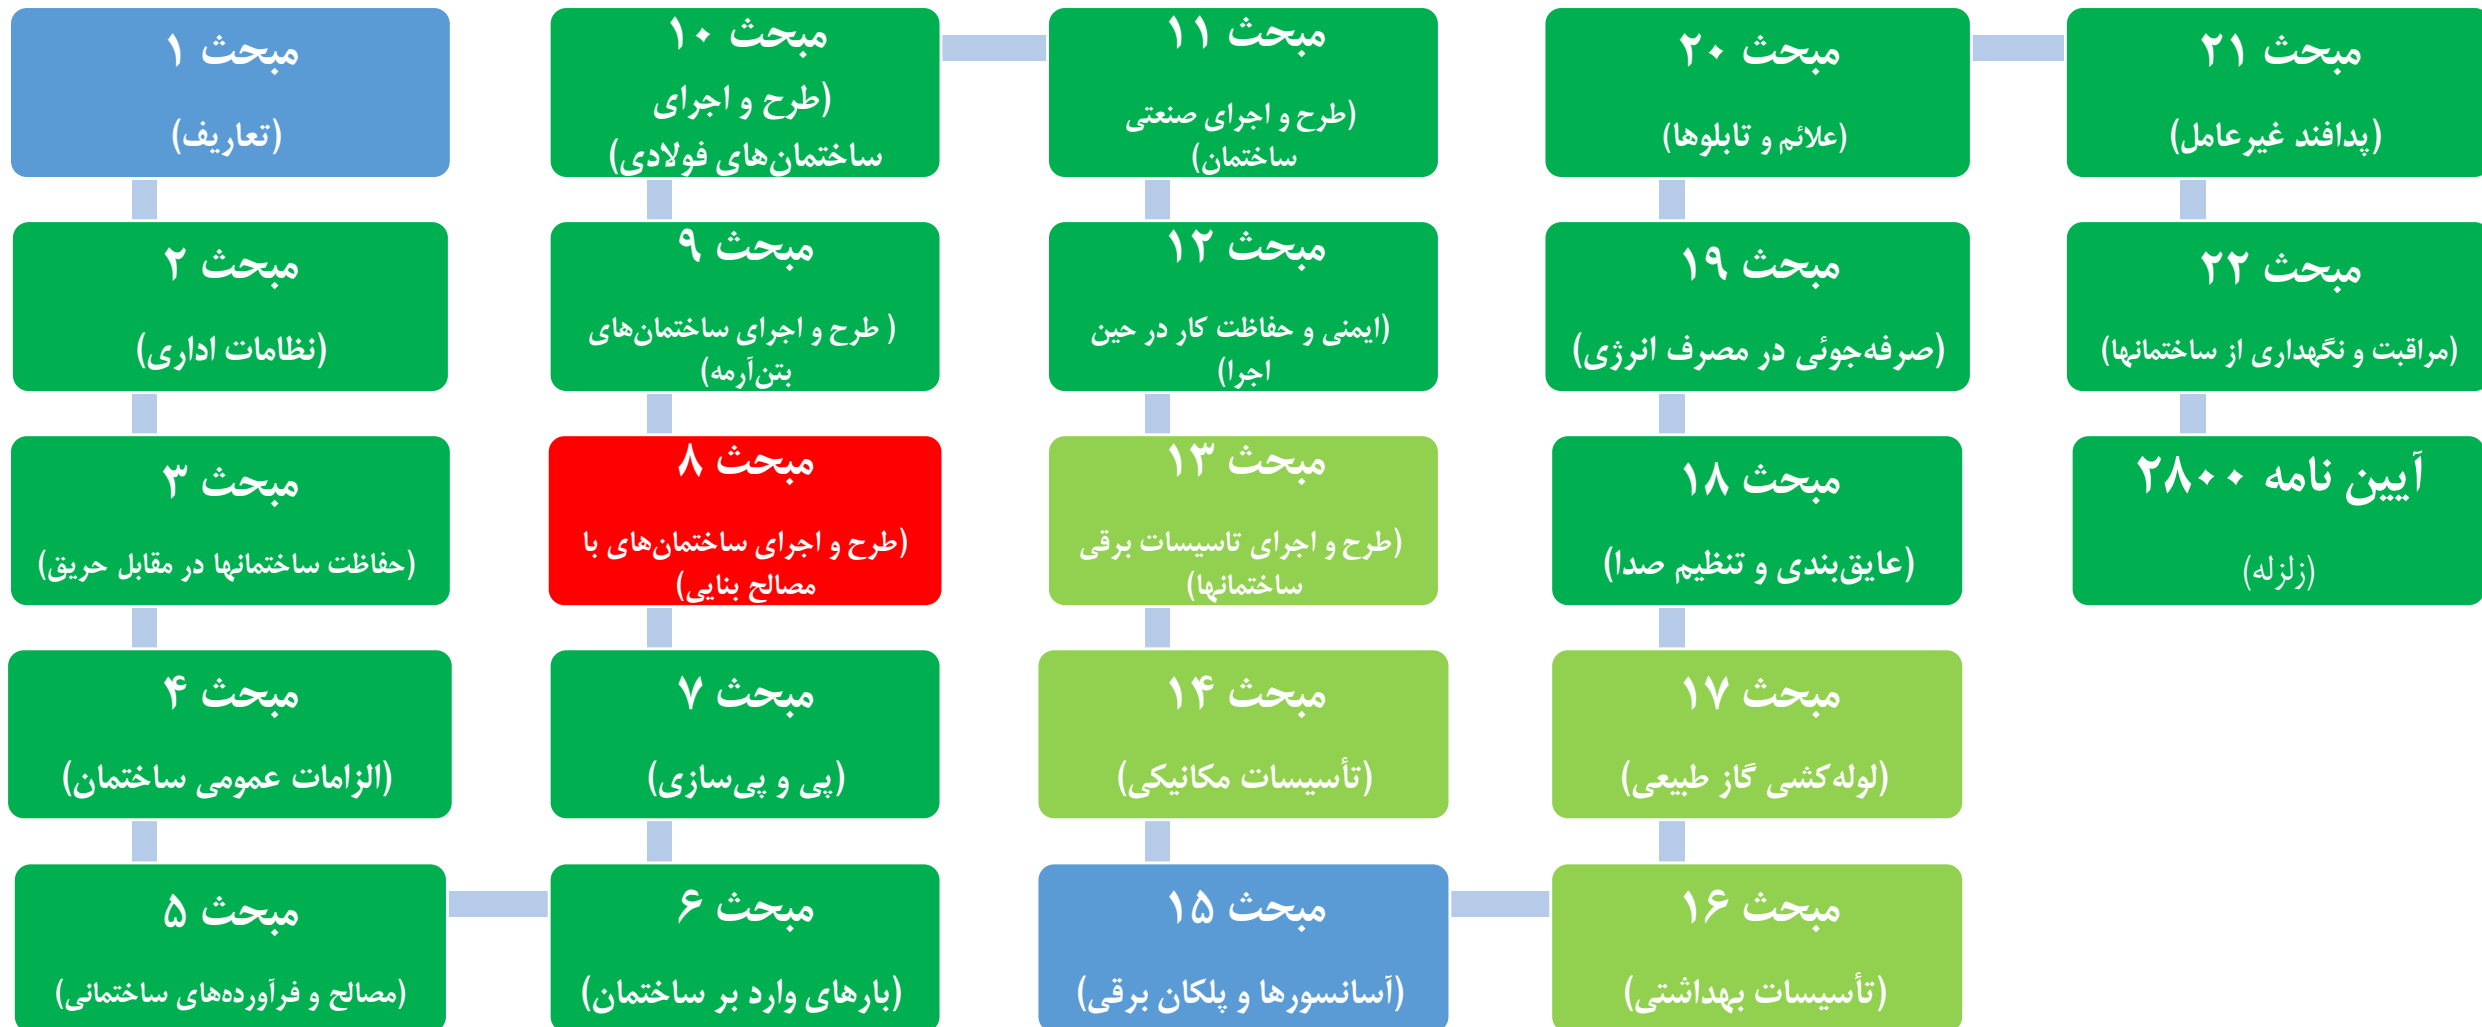 مبحث ۱
(تعاریف)
مبحث ۲
(نظامات اداری)
مبحث ۳
(حفاظت ساختمانها در مقابل حریق)
مبحث ۴
(الزامات عمومی ساختمان)
مبحث ۵
(مصالح و فرآورده‌های ساختمانی)
مبحث ۶
(بارهای وارد بر ساختمان)
مبحث ۷
(پی و پی‌سازی)
مبحث ۸
(طرح و اجرای ساختمان‌های با
مصالح بنایی)
مبحث ۹
( طرح و اجرای ساختمان‌های
بتن‌آرمه)
مبحث ۱۰
(طرح و اجرای
ساختمان‌های فولادی)
مبحث ۱۱
(طرح و اجرای صنعتی
ساختمان)
مبحث ۱۲
(ایمنی و حفاظت کار در حین
اجرا)
مبحث ۱۳
(طرح و اجرای تاسیسات برقی
ساختمانها)
مبحث ۱۴
(تأسیسات مکانیکی)
مبحث ۱۵
(آسانسورها و پلکان برقی)
مبحث ۱۶
(تأسیسات بهداشتی)
مبحث ۱۷
(لوله‌کشی گاز طبیعی)
مبحث ۱۸
(عایق‌بندی و تنظیم صدا)
مبحث ۱۹
(صرفه‌جوئی در مصرف انرژی)
مبحث ۲۰
(علائم و تابلوها)
مبحث ۲۱
(پدافند غیرعامل)
مبحث ۲۲
(مراقبت و نگهداری از ساختمانها)
آیین نامه ۲۸۰۰
(زلزله)